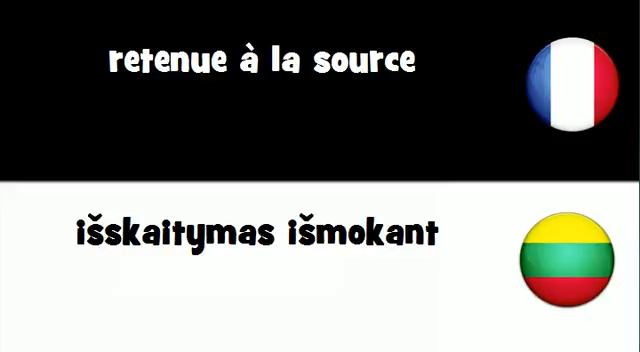 retenue à la source
išskaitymas išmokant